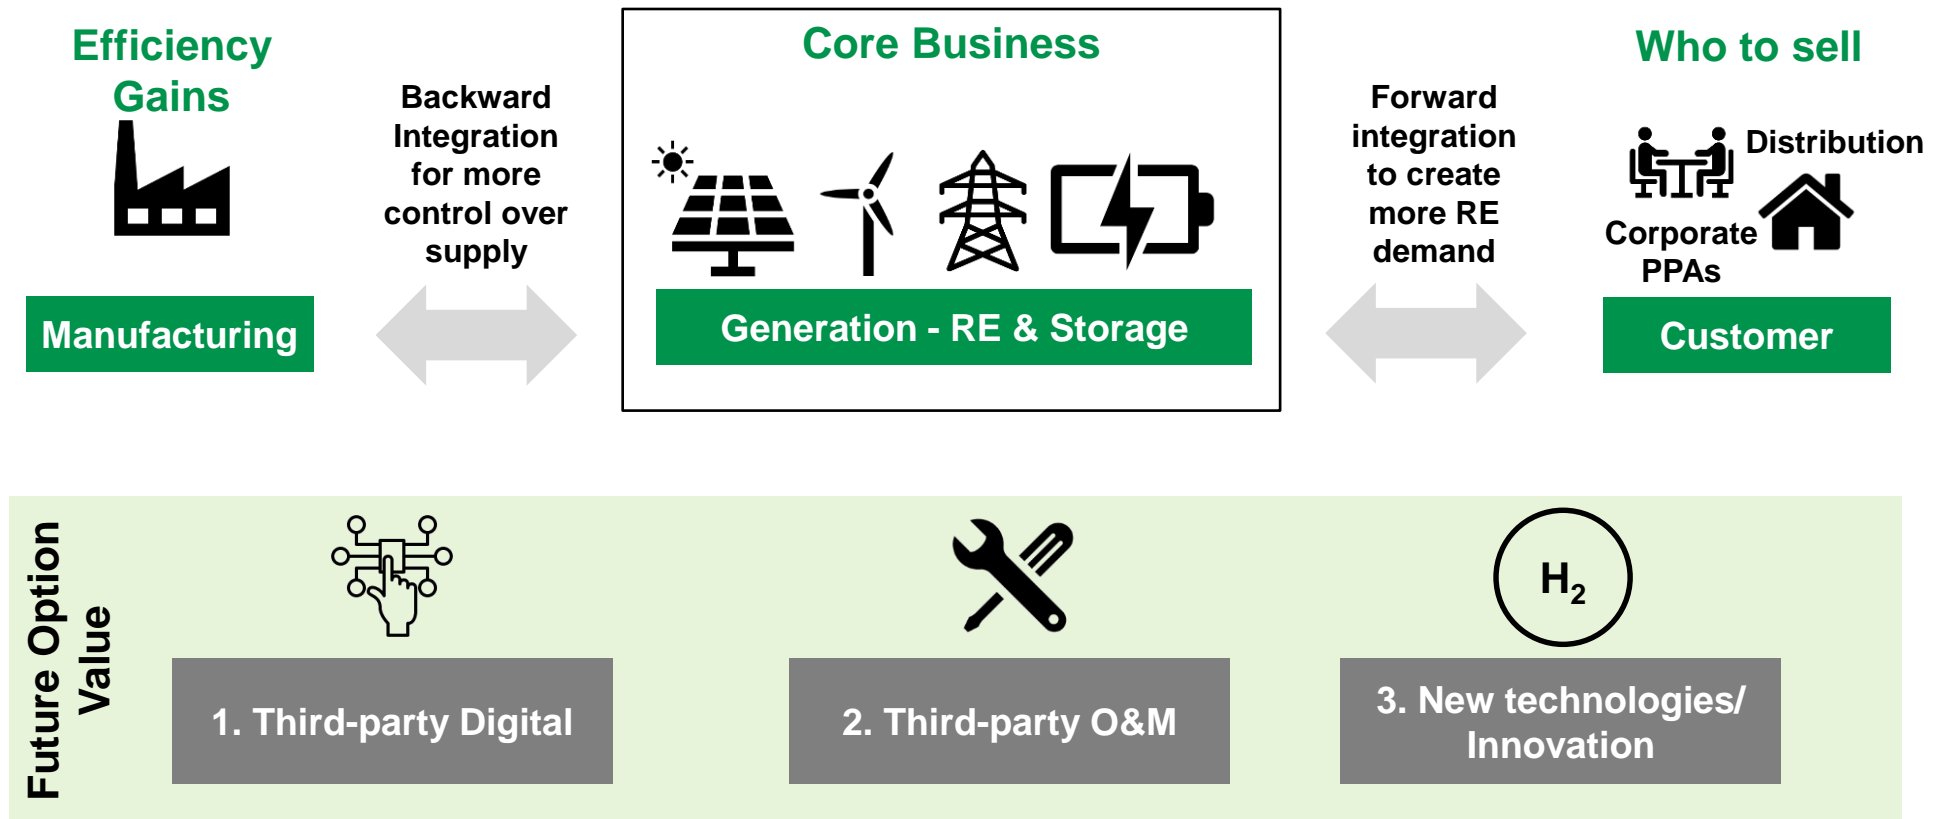 Efficiency
Gains
Manufacturing
Backward
Integration
for more
control over
supply
Core Business
Generation - RE & Storage
Forward
integration
to create
more RE
demand
Who to sell
Distribution
Corporate
PPAs
Customer
Future Option
Value
1. Third-party Digital
2. Third-party O&M
H₂
3. New technologies/
Innovation